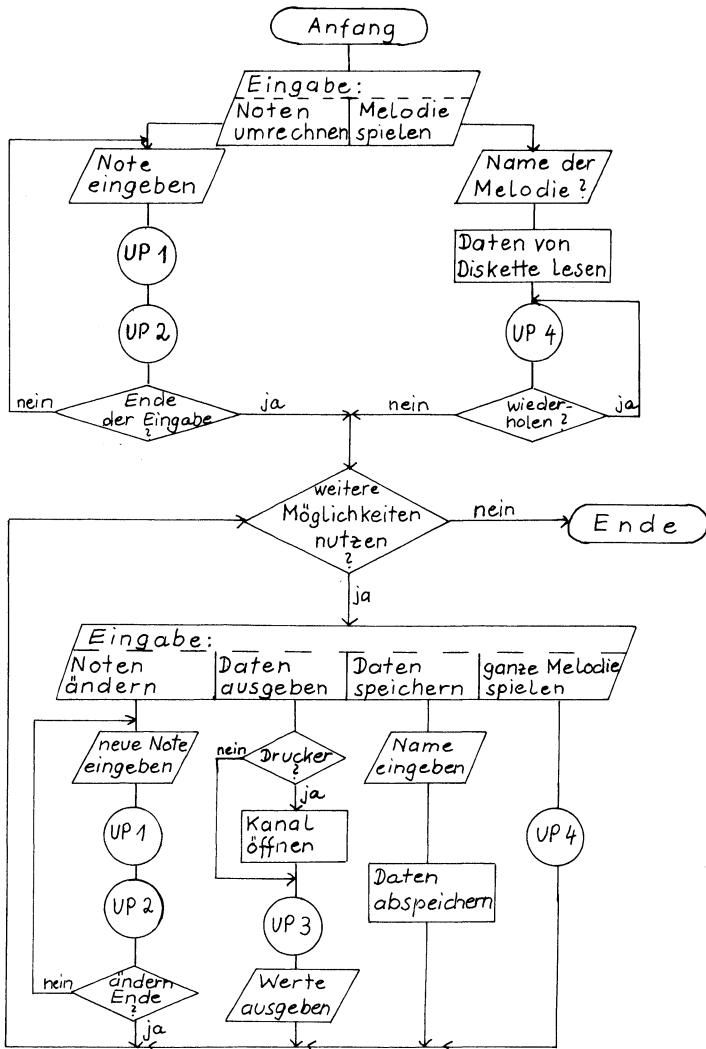 Anfang
Eingabe:
Noten
umrechnen
Melodie
spielen
Note
eingeben
UP 1
UP 2
Ende
der Eingabe
?
nein
ja
Name der
Melodie ?
Daten von
Diskette lesen
UP 4
wieder-
holen ?
nein
ja
weitere
Möglichkeiten
nutzen
?
nein
Ende
ja
Eingabe:
Noten
ändern
Daten
ausgeben
Daten
speichern
ganze Melodie
spielen
neue Note
eingeben
UP 1
UP 2
ändern
Ende
?
nein
ja
Drucker
?
nein
ja
Kanal
öffnen
UP 3
Werte
ausgeben
Name
eingeben
Daten
abspeichern
UP 4